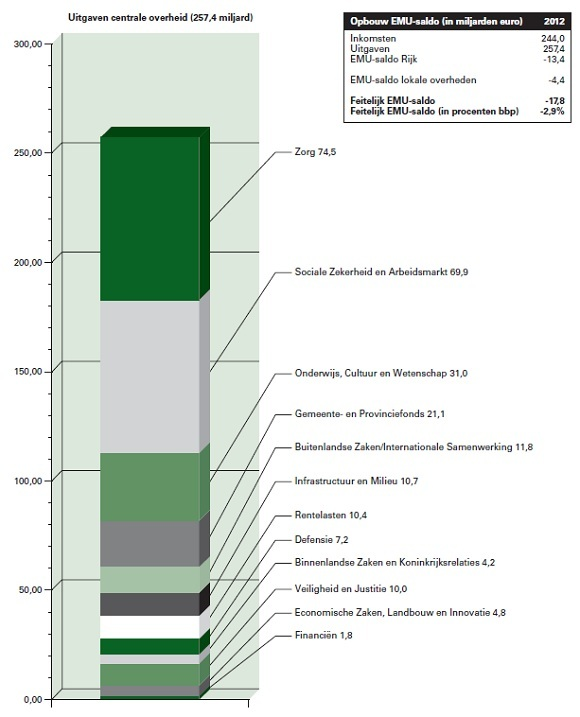 Uitgaven centrale overheid (257,4 miljard)
300,00
250,00
200,00
150,00
100,00
50,00
0,00
Zorg 74,5
Sociale Zekerheid en Arbeidsmarkt 69,9
Onderwijs, Cultuur en Wetenschap 31,0
Gemeente- en Provinciefonds 21,1
Buitenlandse Zaken/Internationale Samenwerking 11,8
Infrastructuur en Milieu 10,7
Rentelasten 10,4
Defensie 7,2
Binnenlandse Zaken en Koninkrijksrelaties 4,2
Veiligheid en Justitie 10,0
Economische Zaken, Landbouw en Innovatie 4,8
Financiën 1,8
Opbouw EMU-saldo (in miljarden euro) 2012
Inkomsten 244,0
Uitgaven 257,4
EMU-saldo Rijk -13,4
EMU-saldo lokale overheden -4,4
Feitelijk EMU-saldo -17,8
Feitelijk EMU-saldo (in procenten bbp) -2,9%